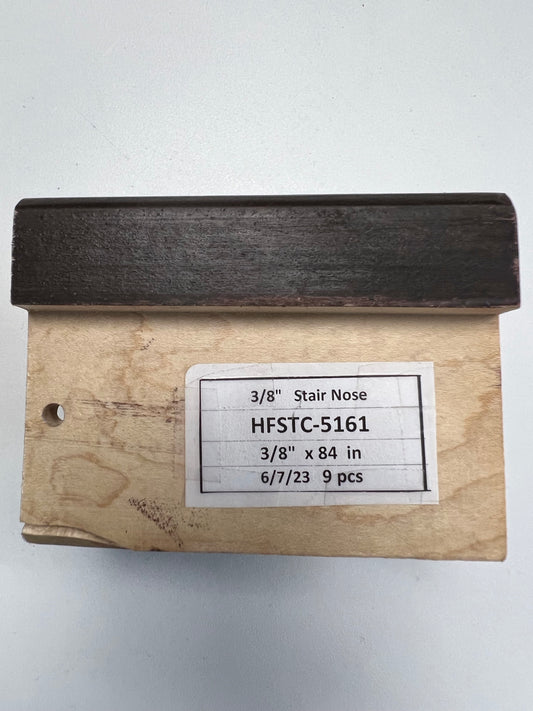 3/8" Stair Nose
HFSTC-5161
3/8" x 84 in
6/7/23 9 pcs